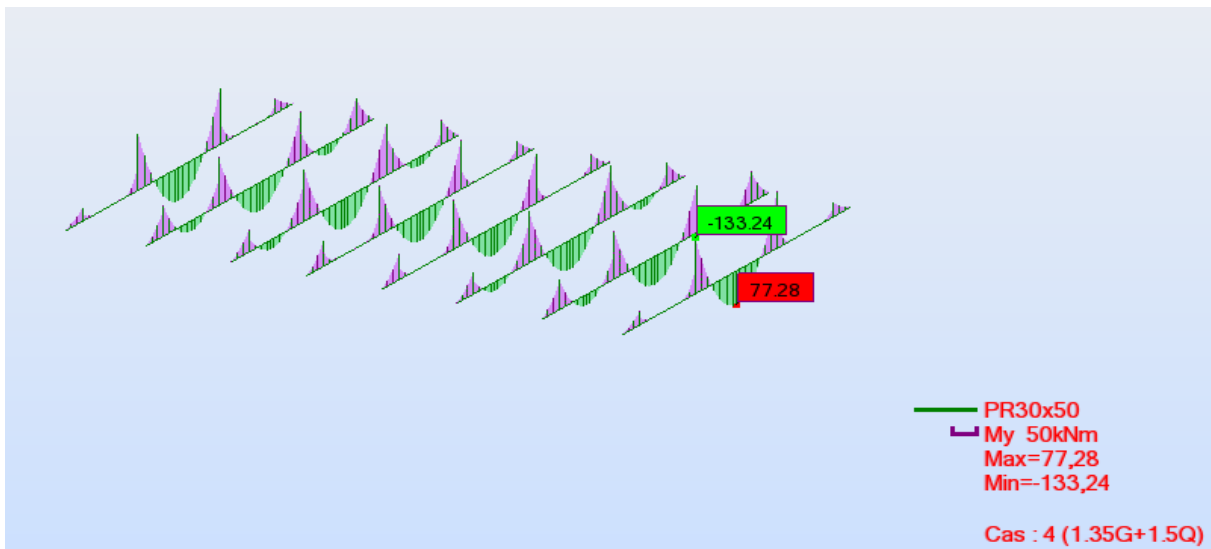 -133.24
77.28
PR30x50
My 50kNm
Max=77,28
Min=-133,24
Cas : 4 (1.35G+1.5Q)